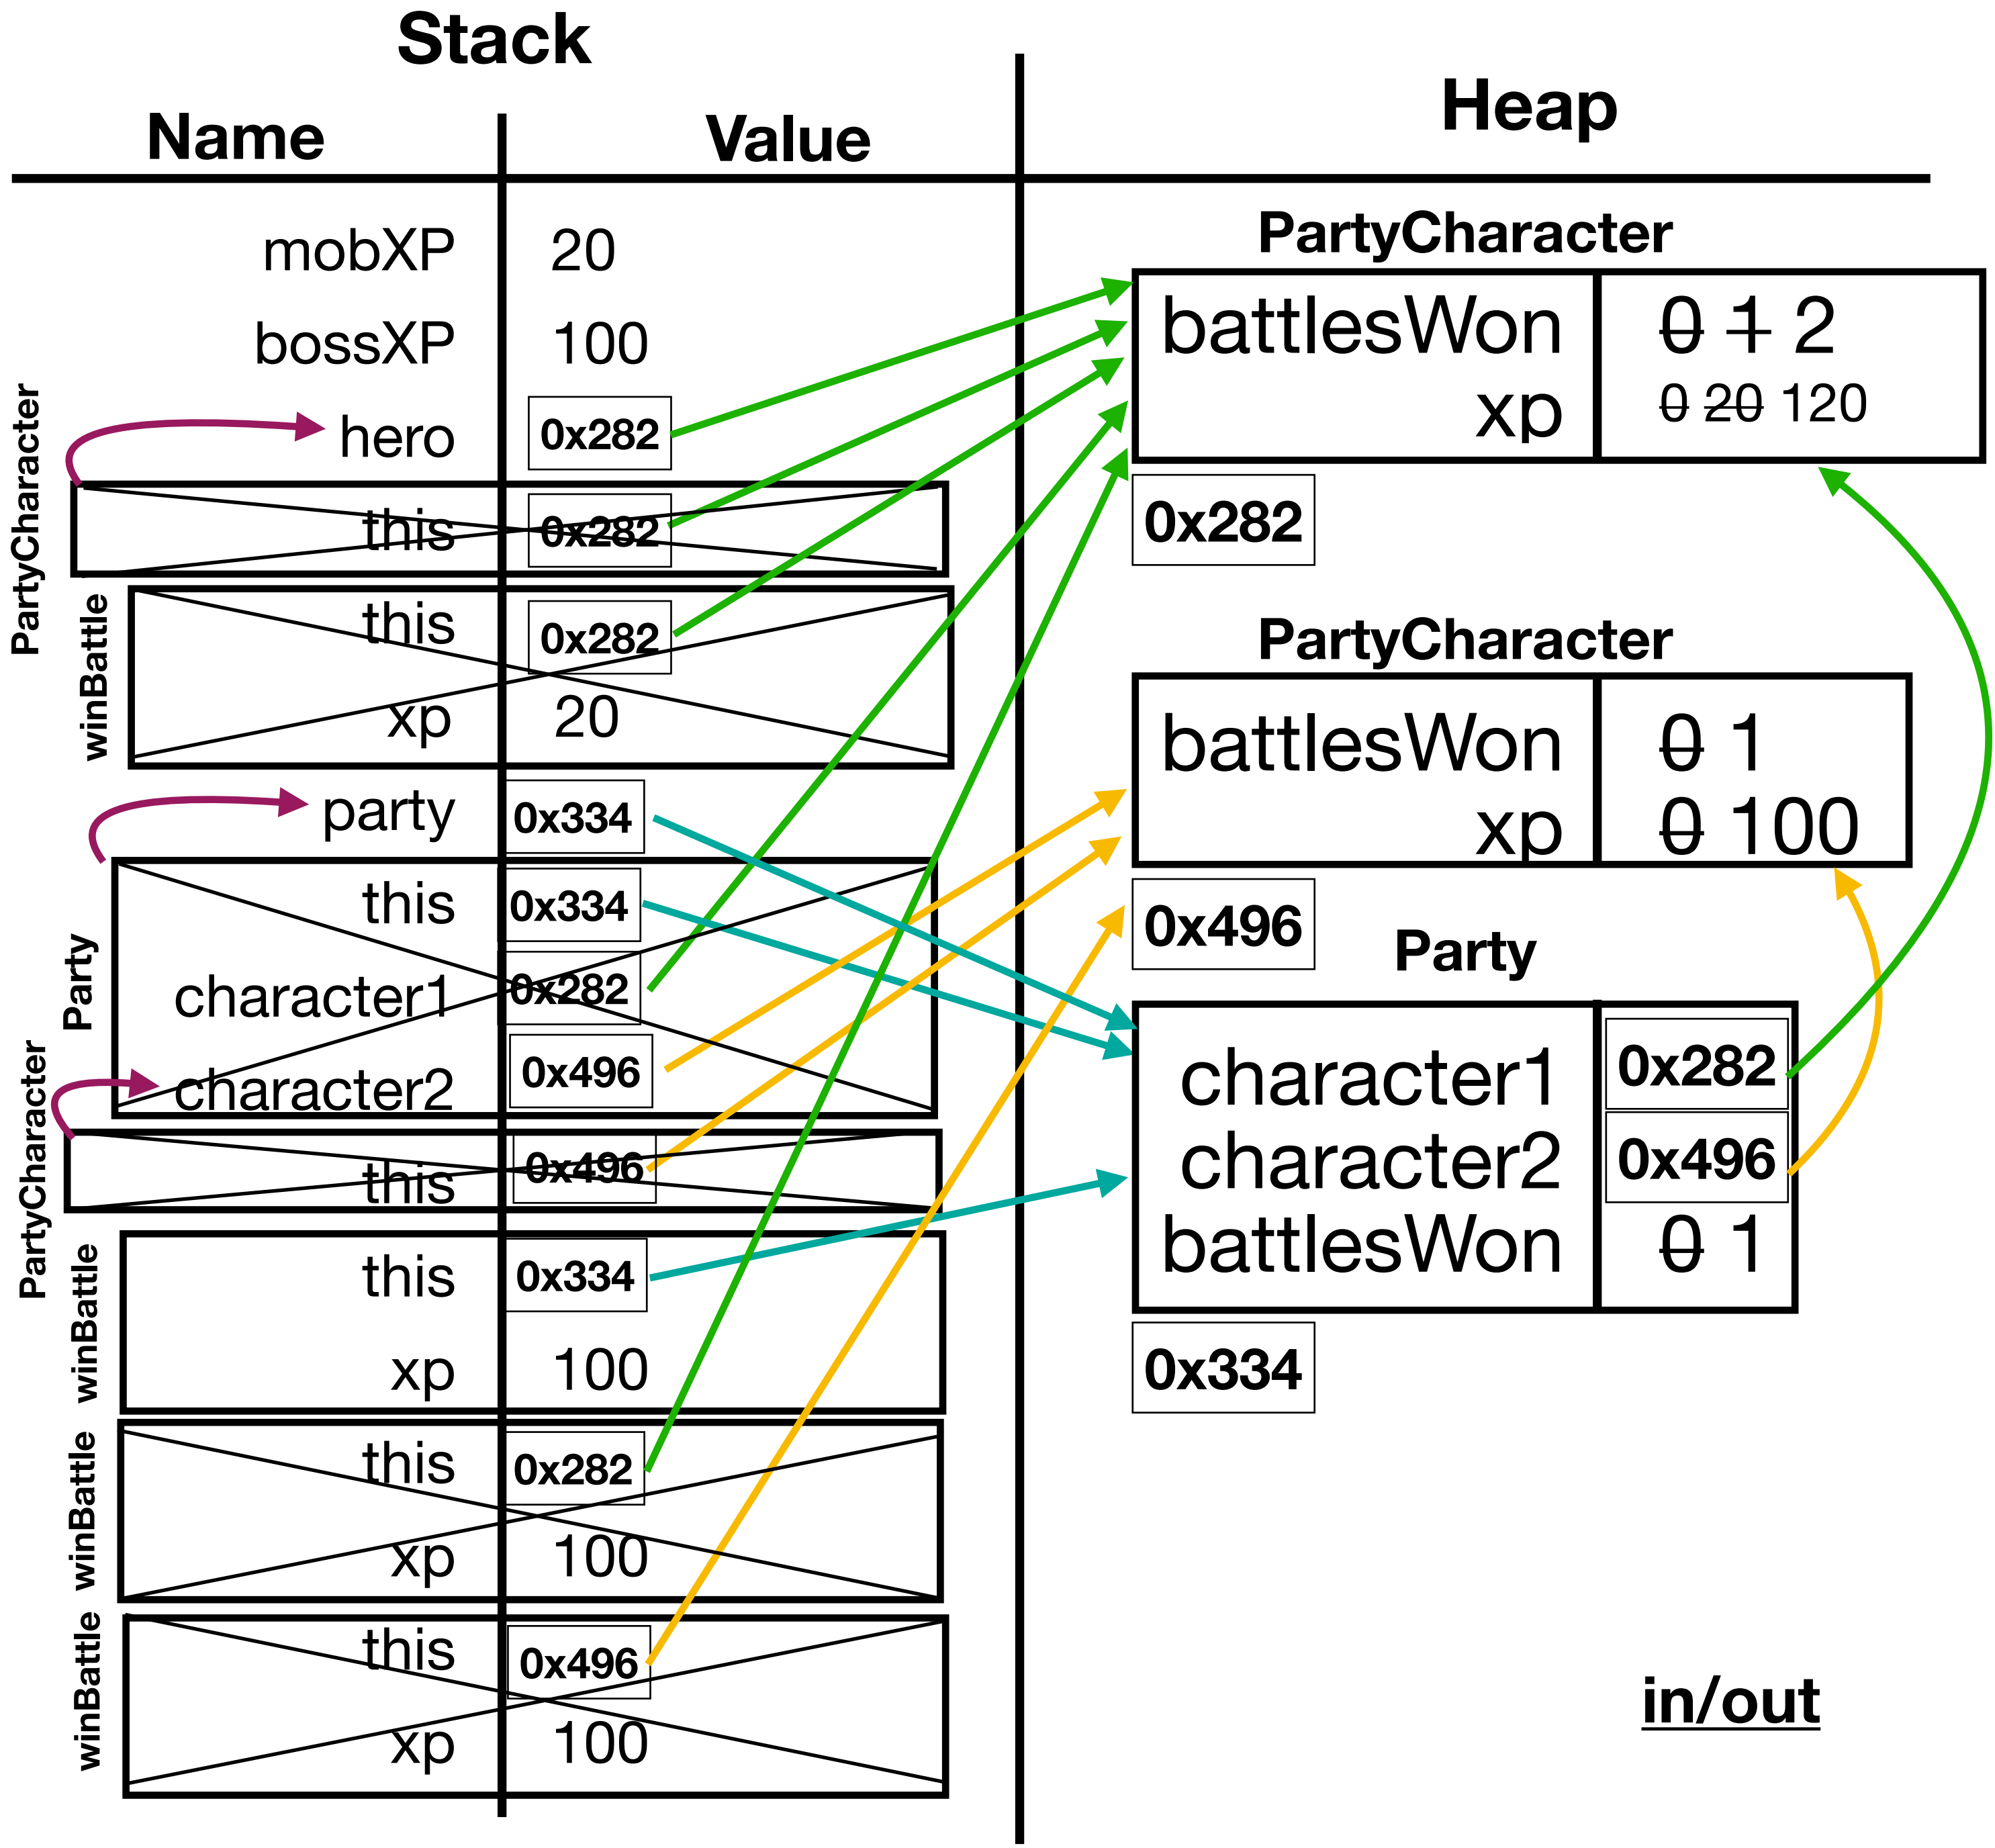 Stack
Name
Value
Heap
mobXP 20
bossXP 100
hero 0x282
PartyCharacter
this 0x282
winBattle
this 0x282
xp 20
party 0x334
Party
this 0x334
character1 0x282
character2 0x496
PartyCharacter
this 0x496
winBattle
this 0x334
xp 100
winBattle
this 0x282
xp 100
winBattle
this 0x496
xp 100
PartyCharacter
battlesWon 0 1 2
xp 0 20 120
0x282
PartyCharacter
battlesWon 0 1
xp 0 100
0x496
Party
character1 0x282
character2 0x496
battlesWon 0 1
0x334
in/out